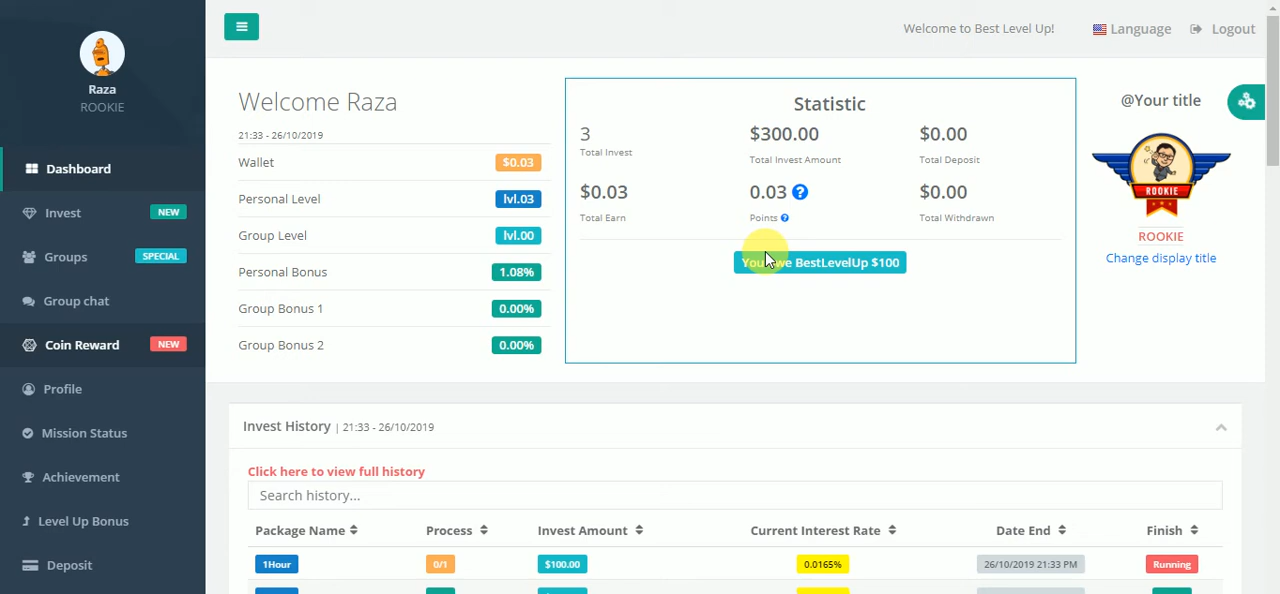 Welcome to Best Level Up!
Language
Logout
Raza
ROOKIE
Dashboard
Invest NEW
Groups SPECIAL
Group chat
Coin Reward NEW
Profile
Mission Status
Achievement
Level Up Bonus
Deposit
Welcome Raza
21:33 - 26/10/2019
Wallet $0.03
Personal Level lvl.03
Group Level lvl.00
Personal Bonus 1.08%
Group Bonus 1 0.00%
Group Bonus 2 0.00%
Statistic
3 $300.00 $0.00
Total Invest Total Invest Amount Total Deposit
$0.03 0.03 ? $0.00
Total Earn Points ? Total Withdrawn
BestLevelUp $100
@Your title
ROOKIE
ROOKIE
Change display title
Invest History | 21:33 - 26/10/2019
Click here to view full history
Search history...
Package Name Process Invest Amount Current Interest Rate Date End Finish
1Hour 0/1 $100.00 0.0165% 26/10/2019 21:33 PM Running